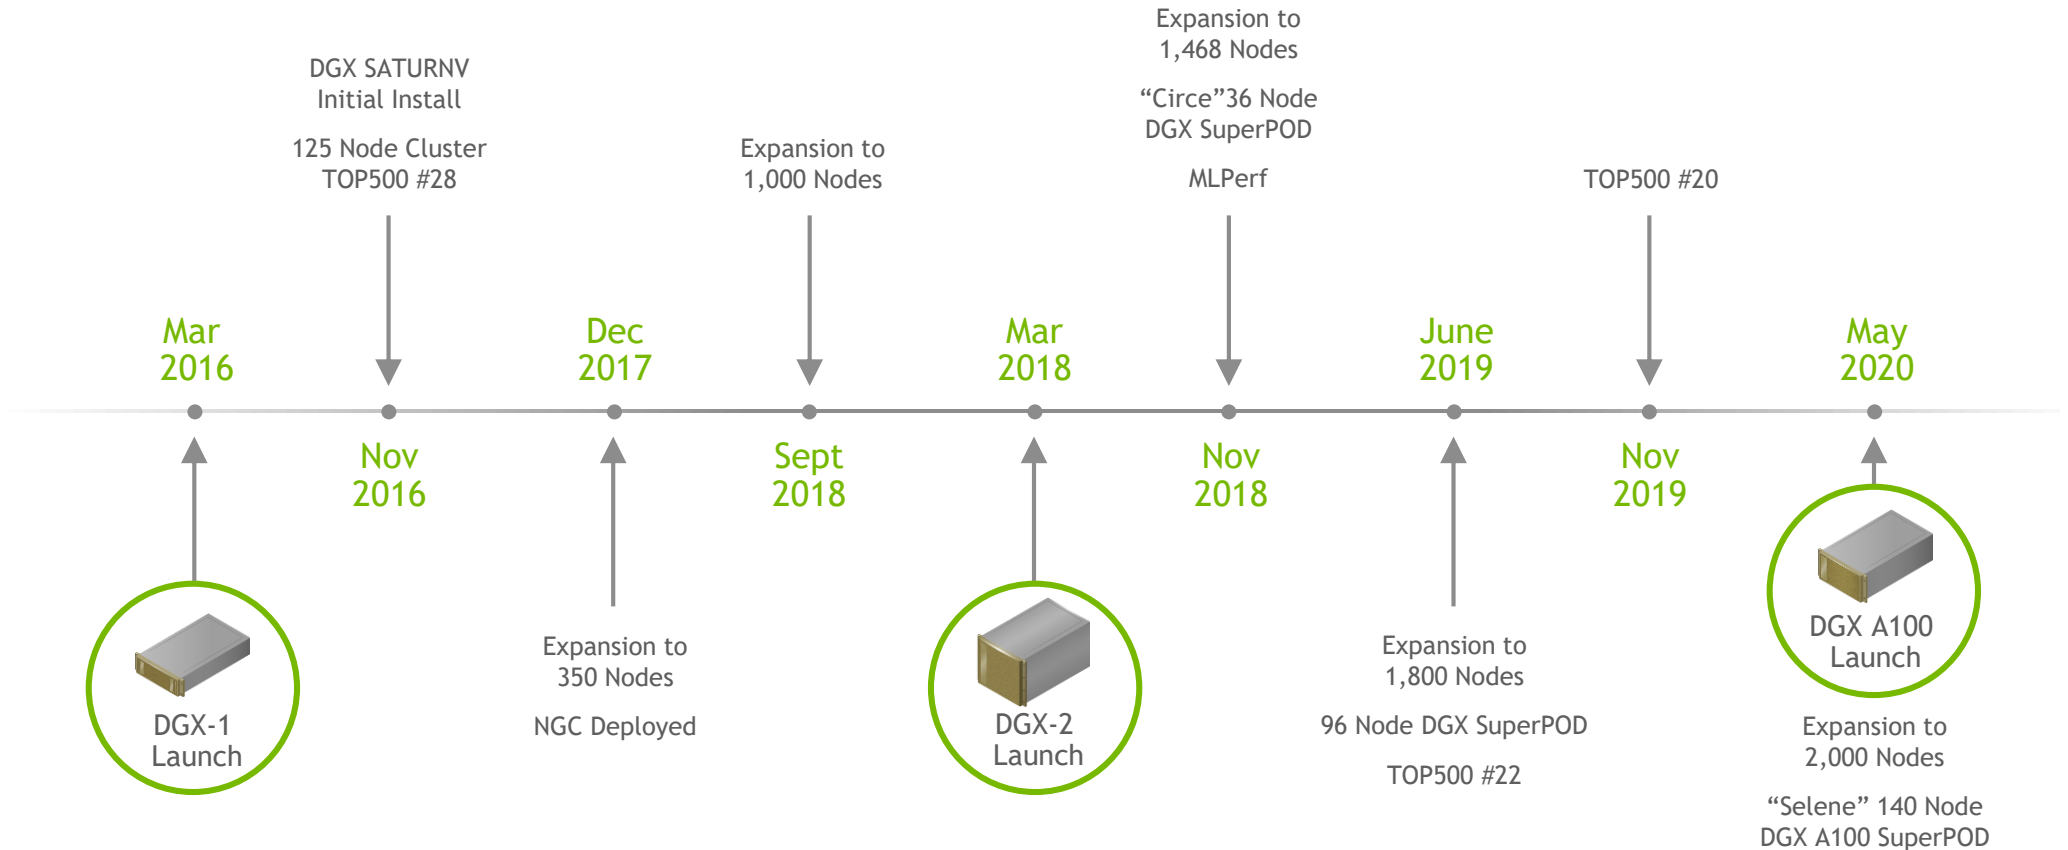 Mar
2016
DGX-1
Launch
DGX SATURNV
Initial Install
125 Node Cluster
TOP500 #28
Nov
2016
Dec
2017
Expansion to
350 Nodes
NGC Deployed
Expansion to
1,000 Nodes
Sept
2018
Mar
2018
DGX-2
Launch
Expansion to
1,468 Nodes
“Circe”36 Node
DGX SuperPOD
MLPerf
Nov
2018
June
2019
Expansion to
1,800 Nodes
96 Node DGX SuperPOD
TOP500 #22
TOP500 #20
Nov
2019
May
2020
DGX A100
Launch
Expansion to
2,000 Nodes
“Selene” 140 Node
DGX A100 SuperPOD